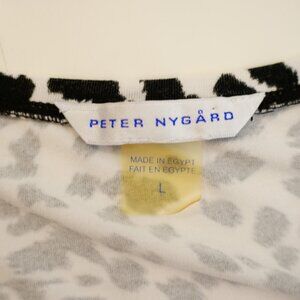 PETER NYGÅRD
MADE IN EGYPT
FAIT EN EGYPTE
L